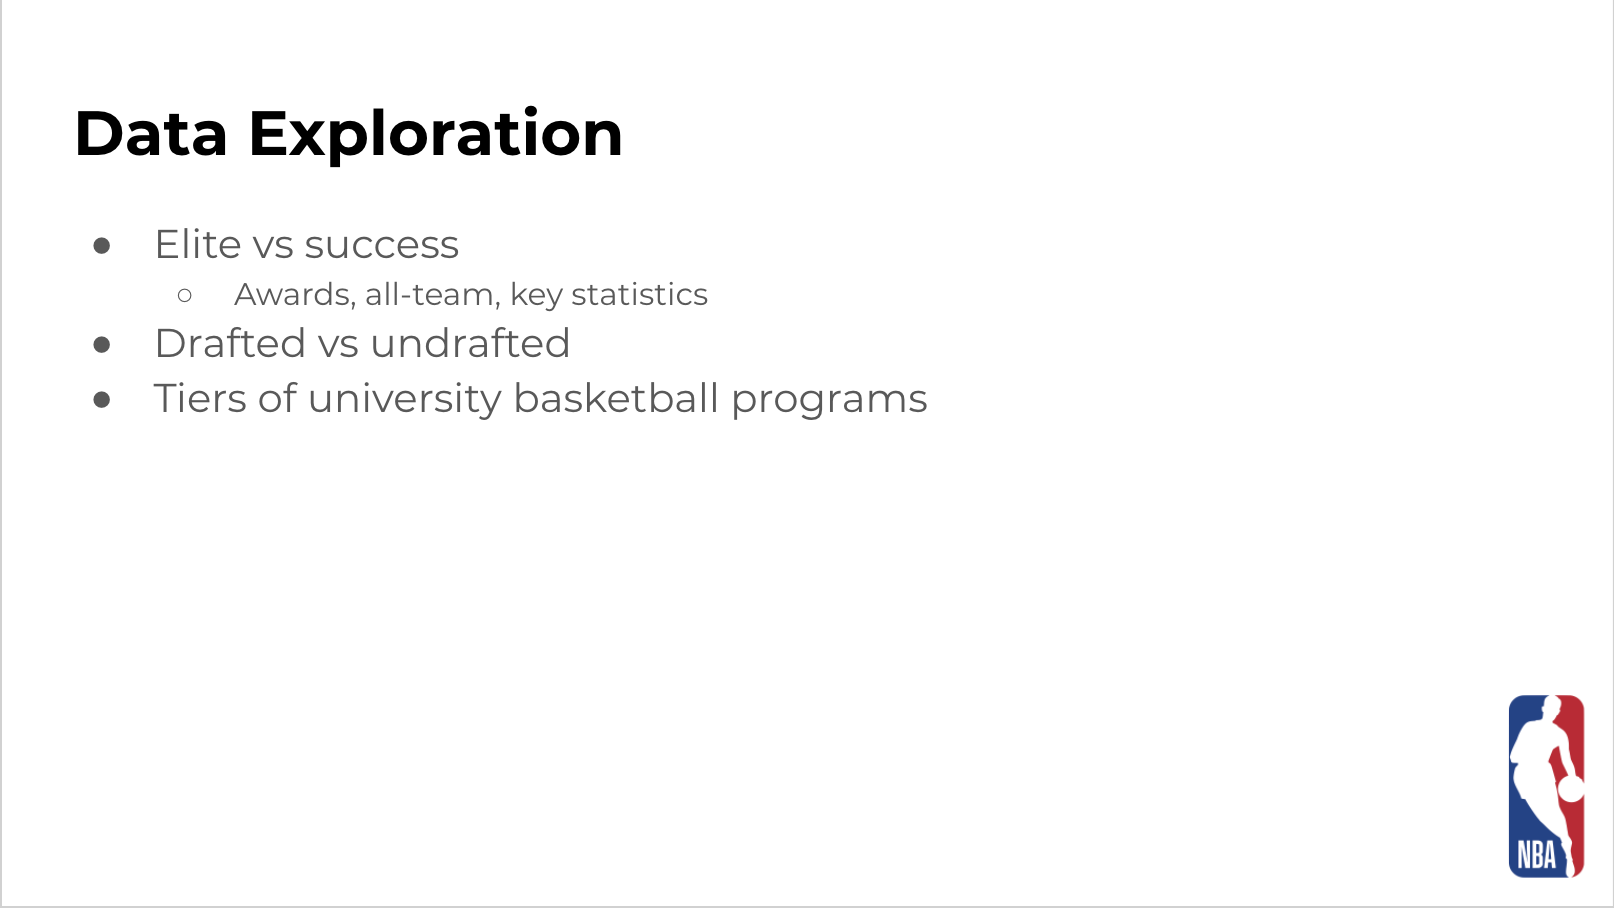 Data Exploration
● Elite vs success
○ Awards, all-team, key statistics
● Drafted vs undrafted
● Tiers of university basketball programs
NBA